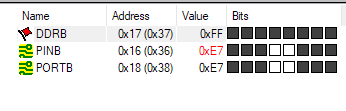 Name Address Value Bits
DDRB 0x17 (0x37) 0xFF
PINB 0x16 (0x36) 0xE7
PORTB 0x18 (0x38) 0xE7